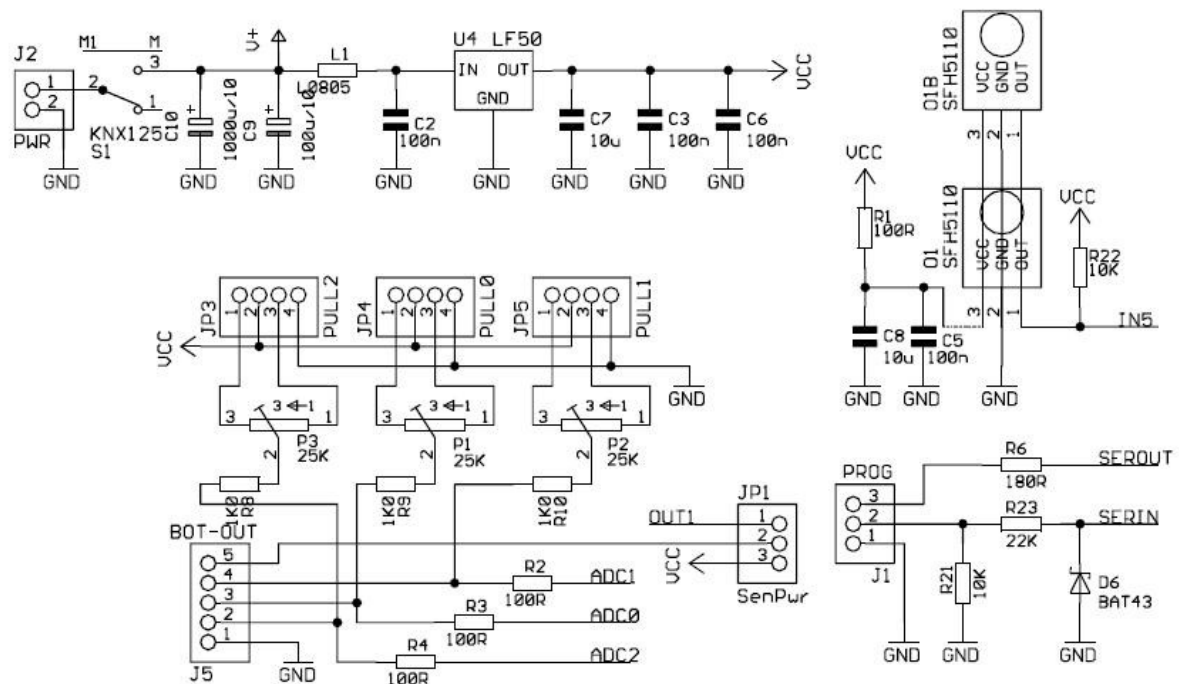 J2
1
2
PWR
GND
M1 M
3
2
1
KNX125
S1
C10
1000u/10
GND
V+
C9
100u/10
GND
L1
L0805
C2
100n
GND
U4 LF50
IN OUT
GND
GND
C7
10u
GND
C3
100n
GND
C6
100n
GND
VCC
O1B
SFH5110
VCC
GND
OUT
3
2
1
O1
SFH5110
VCC
GND
OUT
3
2
1
VCC
R1
100R
C8
10u
GND
C5
100n
GND
VCC
R22
10K
IN5
JP3
1 2 3 4
PULL2
JP4
1 2 3 4
PULL0
JP5
1 2 3 4
PULL1
VCC
GND
3 3 1 1
P3
25K
2
3 3 1 1
P1
25K
2
3 3 1 1
P2
25K
2
1K0
R8
1K0
R9
1K0
R10
BOT-OUT
5
4
3
2
1
J5
GND
R2
100R
ADC1
R3
100R
ADC0
R4
100R
ADC2
JP1
OUT1
1
2
3
VCC
SenPwr
PROG
3
2
1
J1
GND
R6
180R
SEROUT
R23
22K
SERIN
R21
10K
GND
D6
BAT43
GND